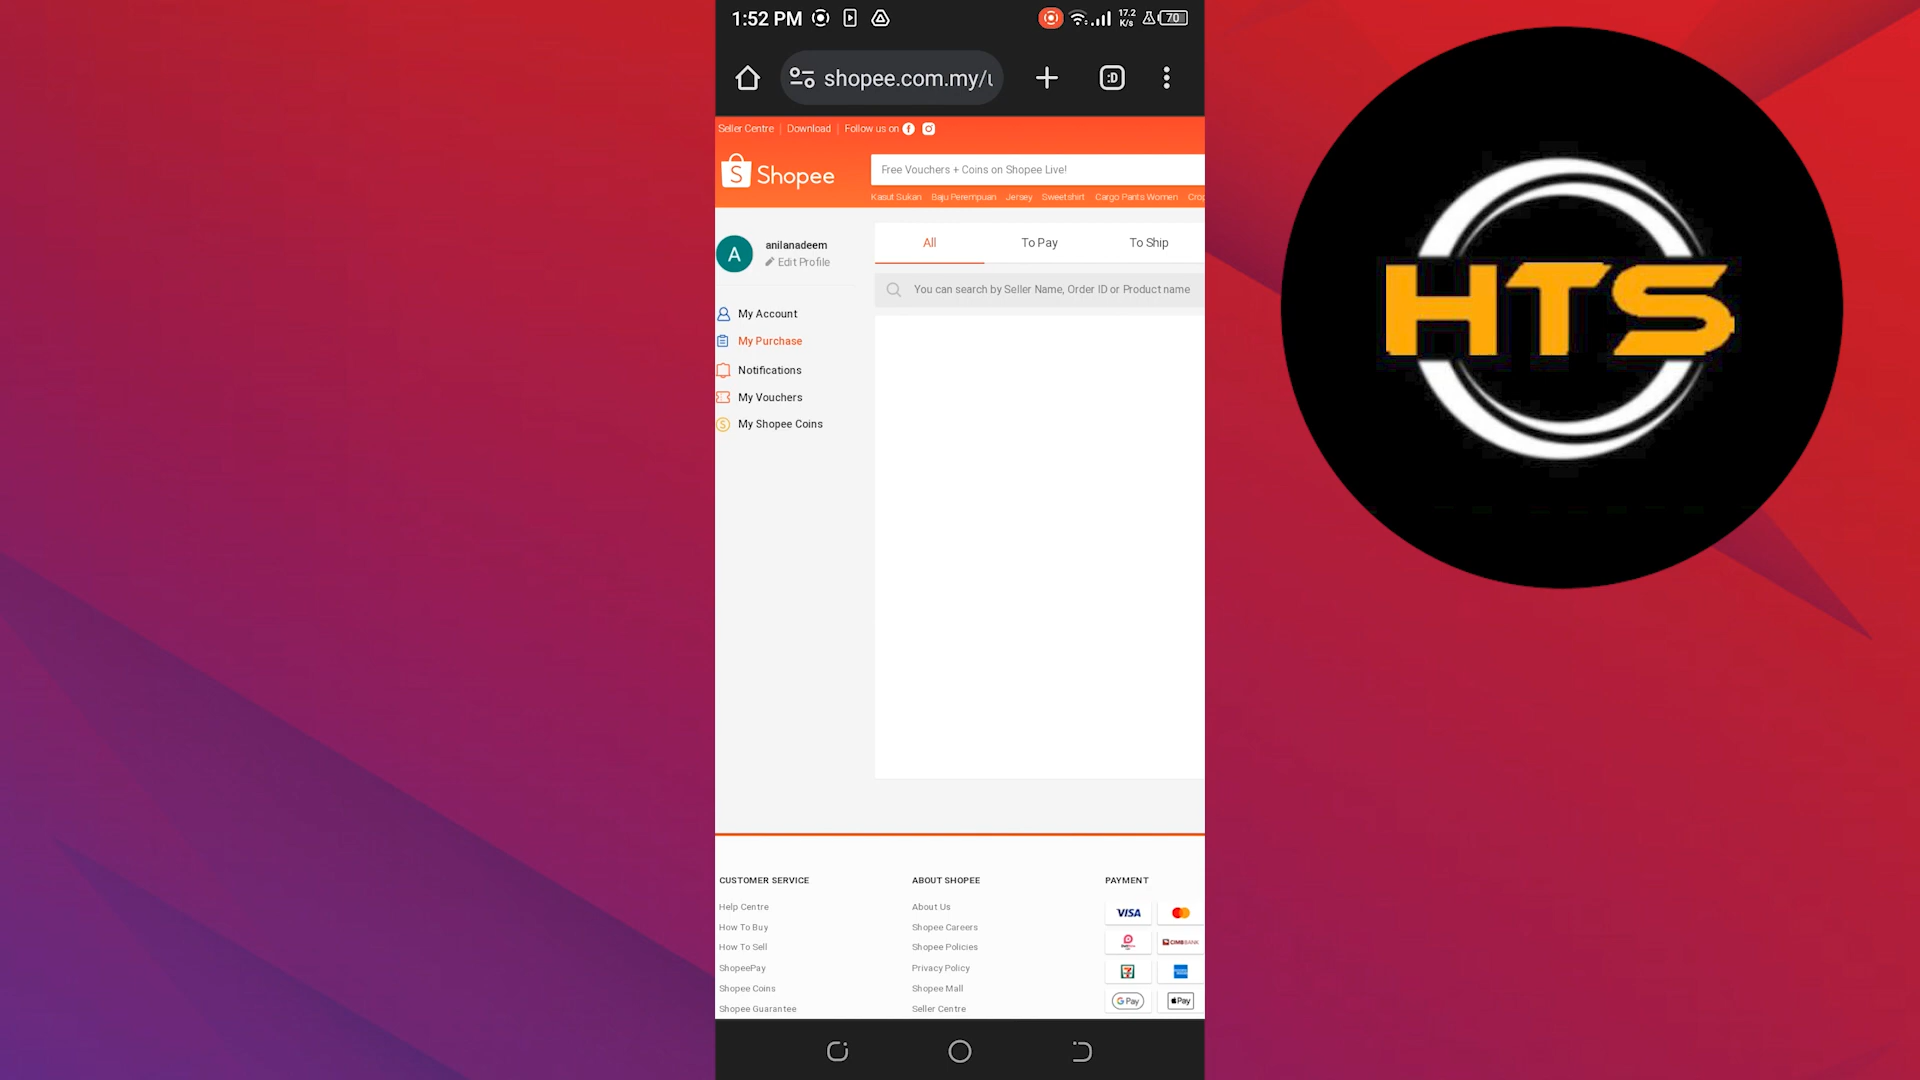 1:52 PM
17.2
K/s
70
shopee.com.my/u
:D
Seller Centre | Download | Follow us on
Shopee
Free Vouchers + Coins on Shopee Live!
Kasut Sukan Baju Perempuan Jersey Sweetshirt Cargo Pants Women Crop
A
anilanadeem
Edit Profile
All To Pay To Ship
You can search by Seller Name, Order ID or Product name
My Account
My Purchase
Notifications
My Vouchers
My Shopee Coins
HTS
CUSTOMER SERVICE
Help Centre
How To Buy
How To Sell
ShopeePay
Shopee Coins
Shopee Guarantee
ABOUT SHOPEE
About Us
Shopee Careers
Shopee Policies
Privacy Policy
Shopee Mall
Seller Centre
PAYMENT
VISA
CIMB BANK
G Pay
Pay